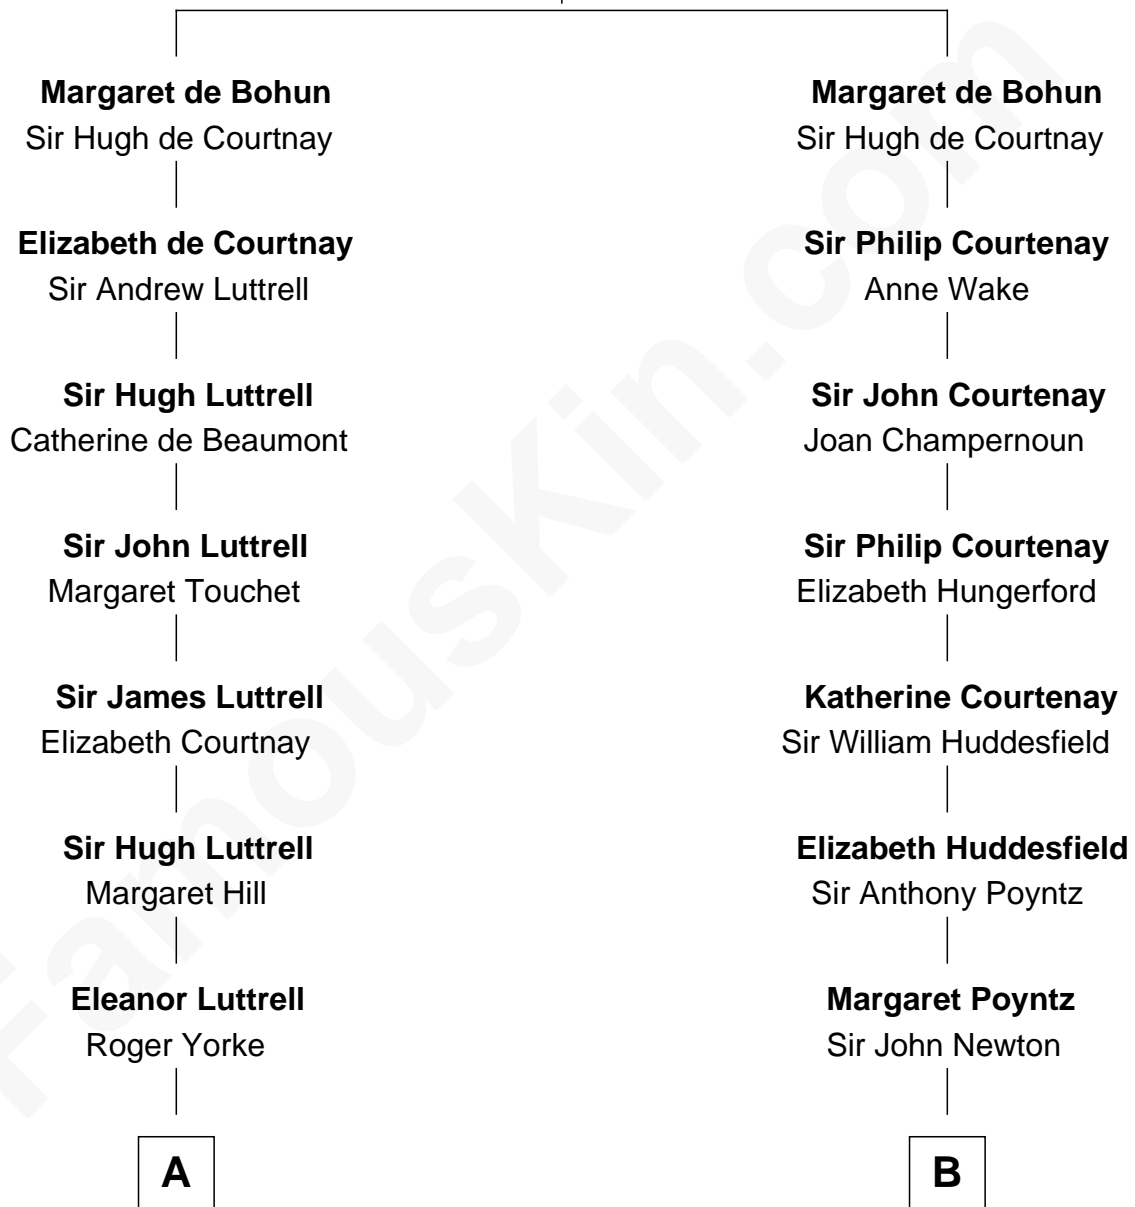 Margaret de Bohun
Sir Hugh de Courtnay
Elizabeth de Courtnay
Sir Andrew Luttrell
Sir Hugh Luttrell
Catherine de Beaumont
Sir John Luttrell
Margaret Touchet
Sir James Luttrell
Elizabeth Courtnay
Sir Hugh Luttrell
Margaret Hill
Eleanor Luttrell
Roger Yorke
A
Margaret de Bohun
Sir Hugh de Courtnay
Sir Philip Courtenay
Anne Wake
Sir John Courtenay
Joan Champernoun
Sir Philip Courtenay
Elizabeth Hungerford
Katherine Courtenay
Sir William Huddesfield
Elizabeth Huddesfield
Sir Anthony Poyntz
Margaret Poyntz
Sir John Newton
B
FamousKin.com